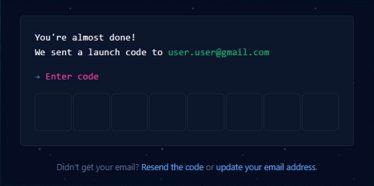 You're almost done!
We sent a launch code to user.user@gmail.com
→ Enter code
Didn't get your email? Resend the code or update your email address.